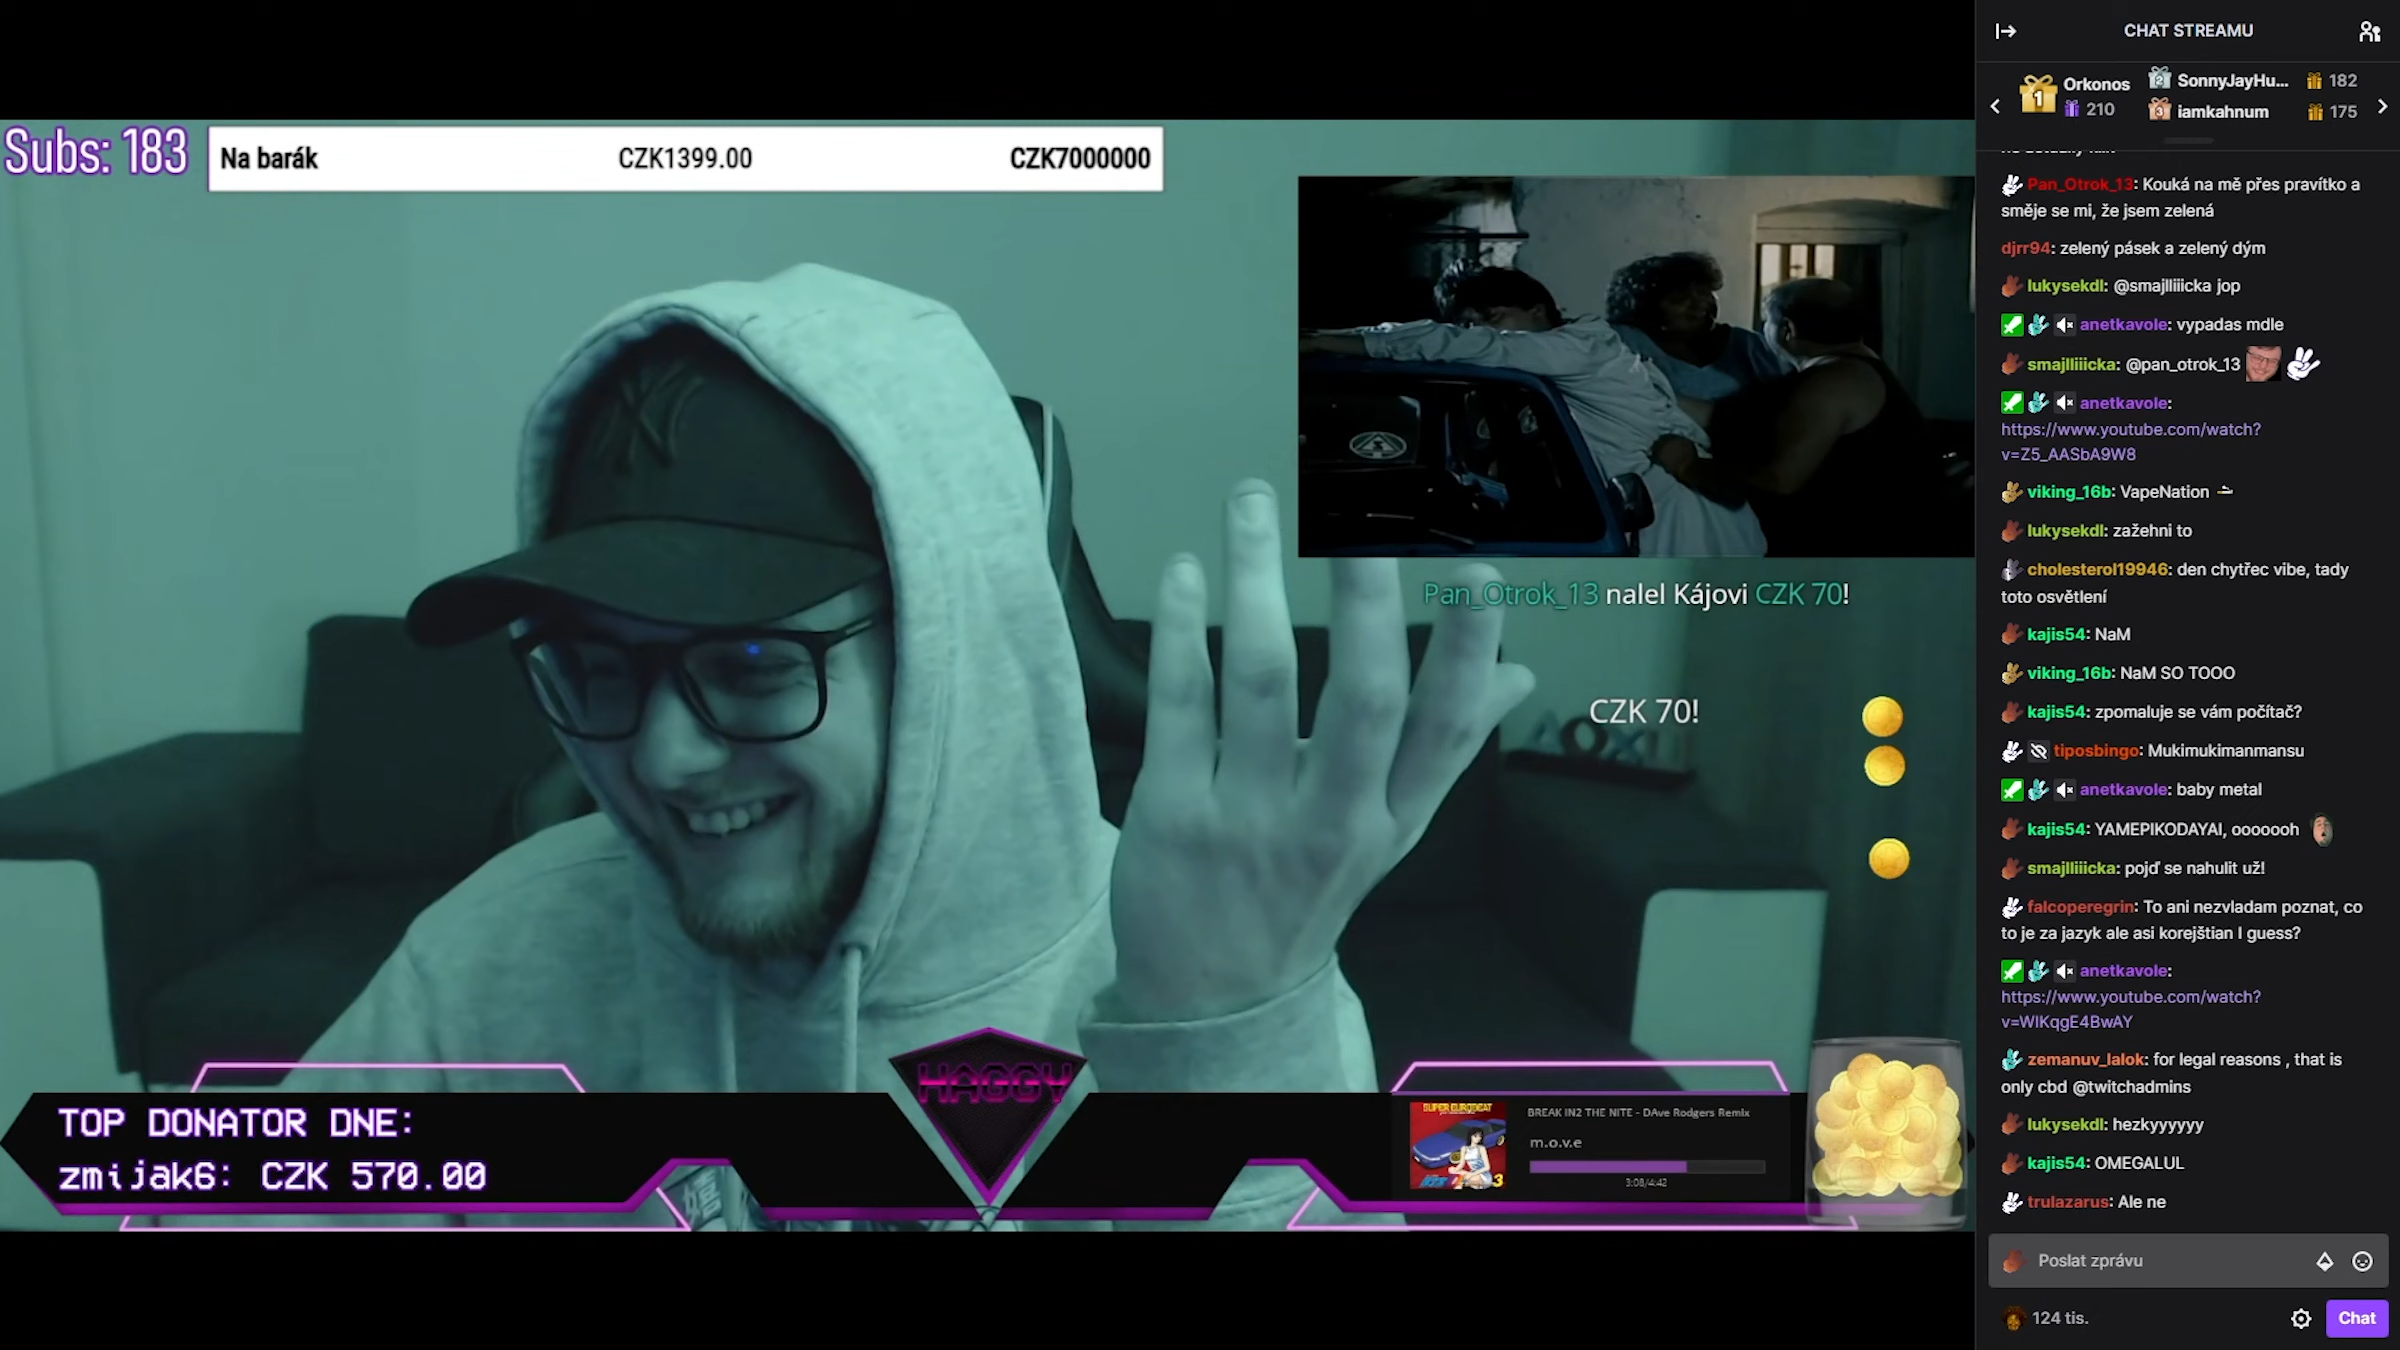 Subs: 183
Na barák CZK1399.00 CZK7000000
Pan_Otrok_13 nalel Kájovi CZK 70!
CZK 70!
HAGGY
TOP DONATOR DNE:
zmijak6: CZK 570.00
SUPER EUROBEAT
BREAK IN2 THE NITE - DAve Rodgers RemIx
m.o.v.e
3:08/4:42
CHAT STREAMU
1 Orkonos 210
2 SonnyJayHu... 182
3 iamkahnum 175
Pan_Otrok_13: Kouká na mě přes pravítko a
směje se mi, že jsem zelená
djrr94: zelený pásek a zelený dým
lukysekdl: @smajlliiicka jop
anetkavole: vypadas mdle
smajlliiicka: @pan_otrok_13
anetkavole:
https://www.youtube.com/watch?
v=Z5_AASbA9W8
viking_16b: VapeNation
lukysekdl: zažehni to
cholesterol19946: den chytřec vibe, tady
toto osvětlení
kajis54: NaM
viking_16b: NaM SO TOOO
kajis54: zpomaluje se vám počítač?
tiposbingo: Mukimukimanmansu
anetkavole: baby metal
kajis54: YAMEPIKODAYAI, ooooooh
smajlliiicka: pojď se nahulit už!
falcoperegrin: To ani nezvladam poznat, co
to je za jazyk ale asi korejštian I guess?
anetkavole:
https://www.youtube.com/watch?
v=WlKqgE4BwAY
zemanuv_lalok: for legal reasons , that is
only cbd @twitchadmins
lukysekdl: hezkyyyyyy
kajis54: OMEGALUL
trulazarus: Ale ne
Poslat zprávu
124 tis.
Chat